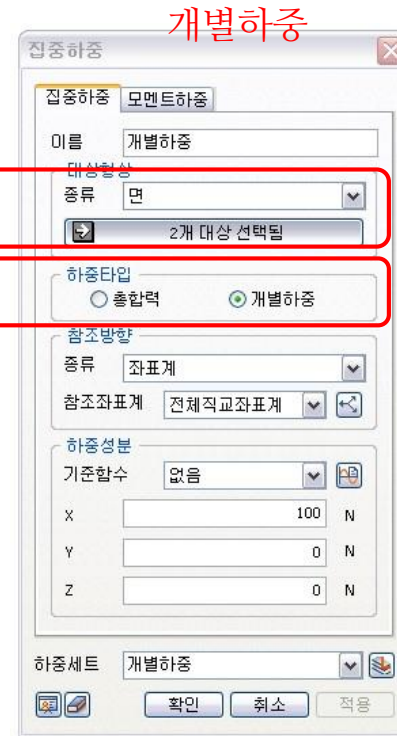 개별하중
집중하중
집중하중 모멘트하중
이름 개별하중
대상형상
종류 면
2개 대상 선택됨
하중타입
총합력 개별하중
참조방향
종류 좌표계
참조좌표계 전체직교좌표계
하중성분
기준함수 없음
X 100 N
Y 0 N
Z 0 N
하중세트 개별하중
확인 취소 적용